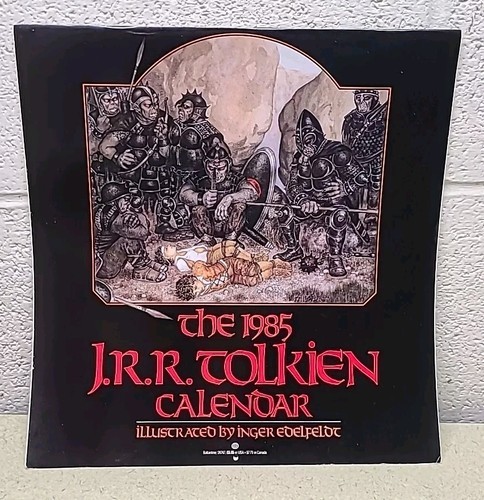 the 1985
J.R.R. TOLKIEN
CALENDAR
ILLUSTRATED BY INGER EDELFELDT